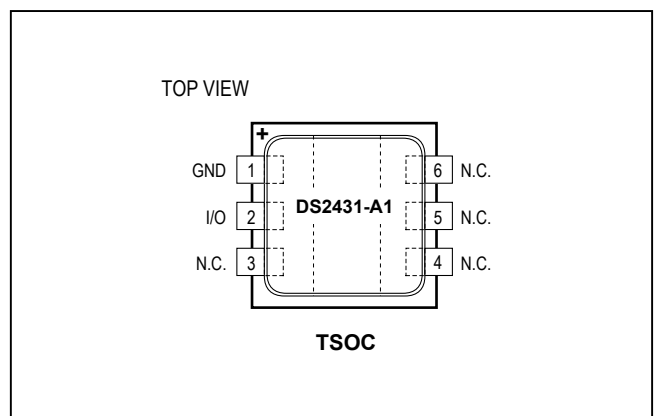 TOP VIEW
+
GND 1 6 N.C.
I/O 2 DS2431-A1 5 N.C.
N.C. 3 4 N.C.
TSOC